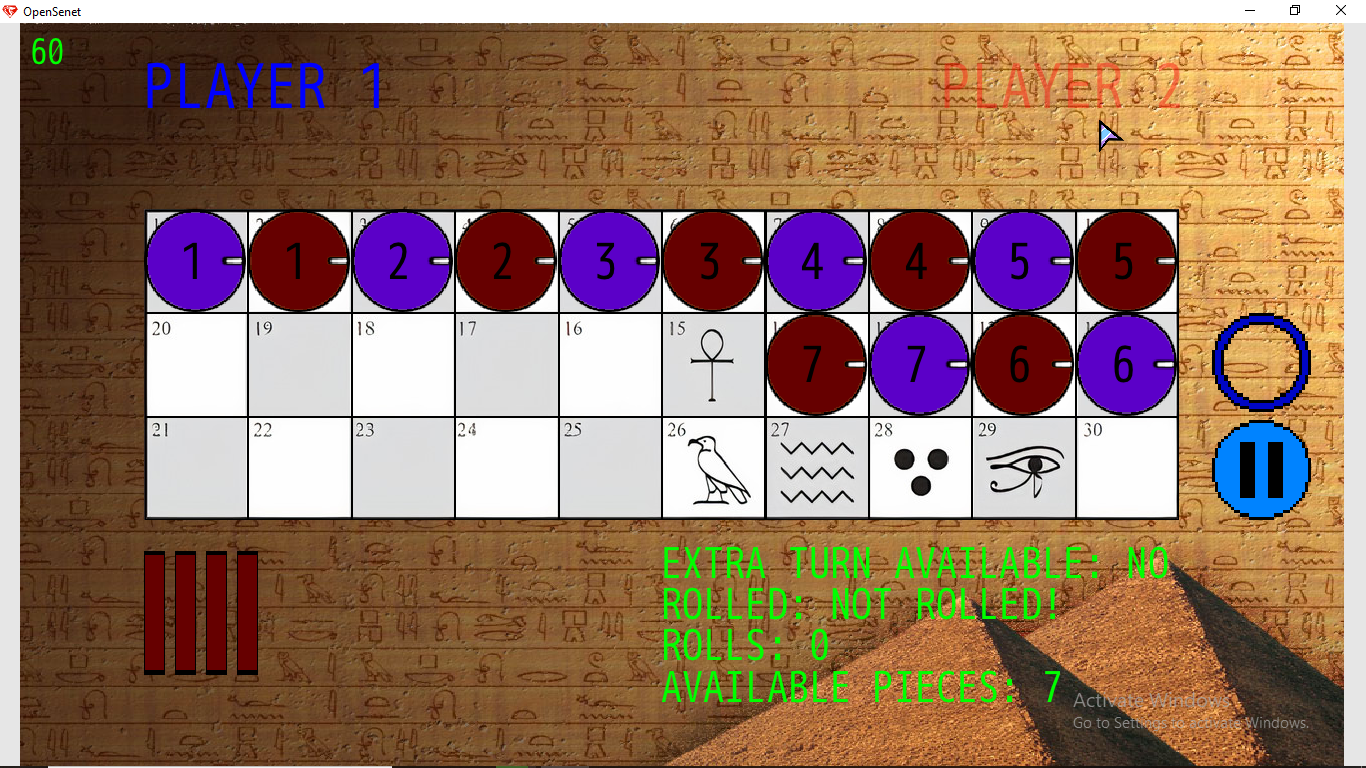 OpenSenet
60
PLAYER 1 PLAYER 2
1 1 2 2 3 3 4 4 5 5
20 19 18 17 16 15 7 7 6 6
21 22 23 24 25 26 27 28 29 30
EXTRA TURN AVAILABLE: NO
ROLLED: NOT ROLLED!
ROLLS: 0
AVAILABLE PIECES: 7
Activate Windows
Go to Settings to activate Windows.